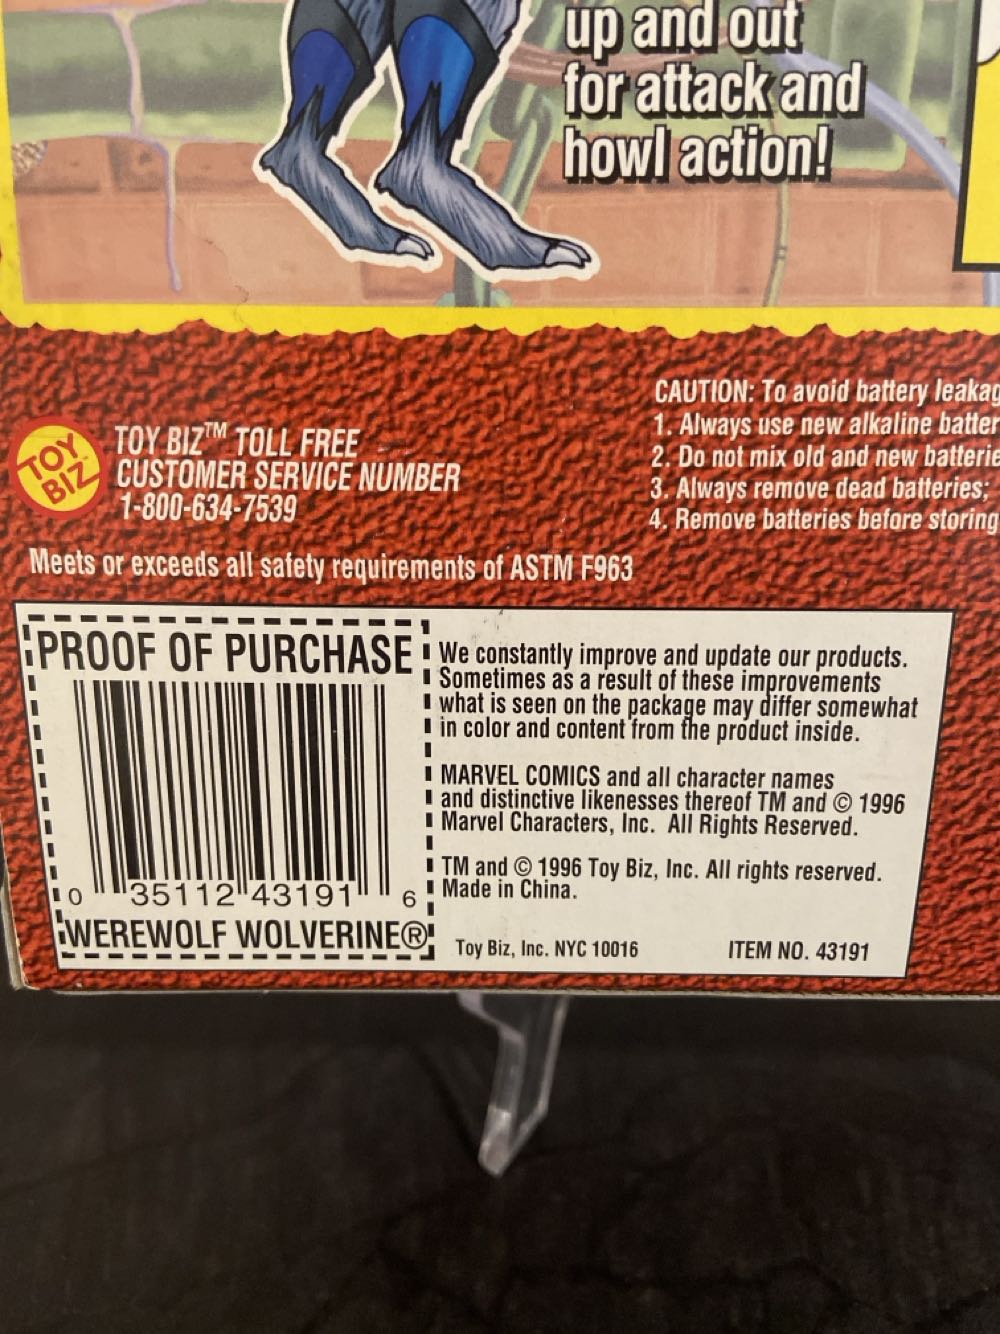 up and out
for attack and
howl action!
TOY BIZ
TOY BIZ™ TOLL FREE
CUSTOMER SERVICE NUMBER
1-800-634-7539
CAUTION: To avoid battery leakag
1. Always use new alkaline batter
2. Do not mix old and new batterie
3. Always remove dead batteries;
4. Remove batteries before storing
Meets or exceeds all safety requirements of ASTM F963
PROOF OF PURCHASE
0 35112 43191 6
WEREWOLF WOLVERINE®
We constantly improve and update our products.
Sometimes as a result of these improvements
what is seen on the package may differ somewhat
in color and content from the product inside.
MARVEL COMICS and all character names
and distinctive likenesses thereof TM and © 1996
Marvel Characters, Inc. All Rights Reserved.
TM and © 1996 Toy Biz, Inc. All rights reserved.
Made in China.
Toy Biz, Inc. NYC 10016
ITEM NO. 43191